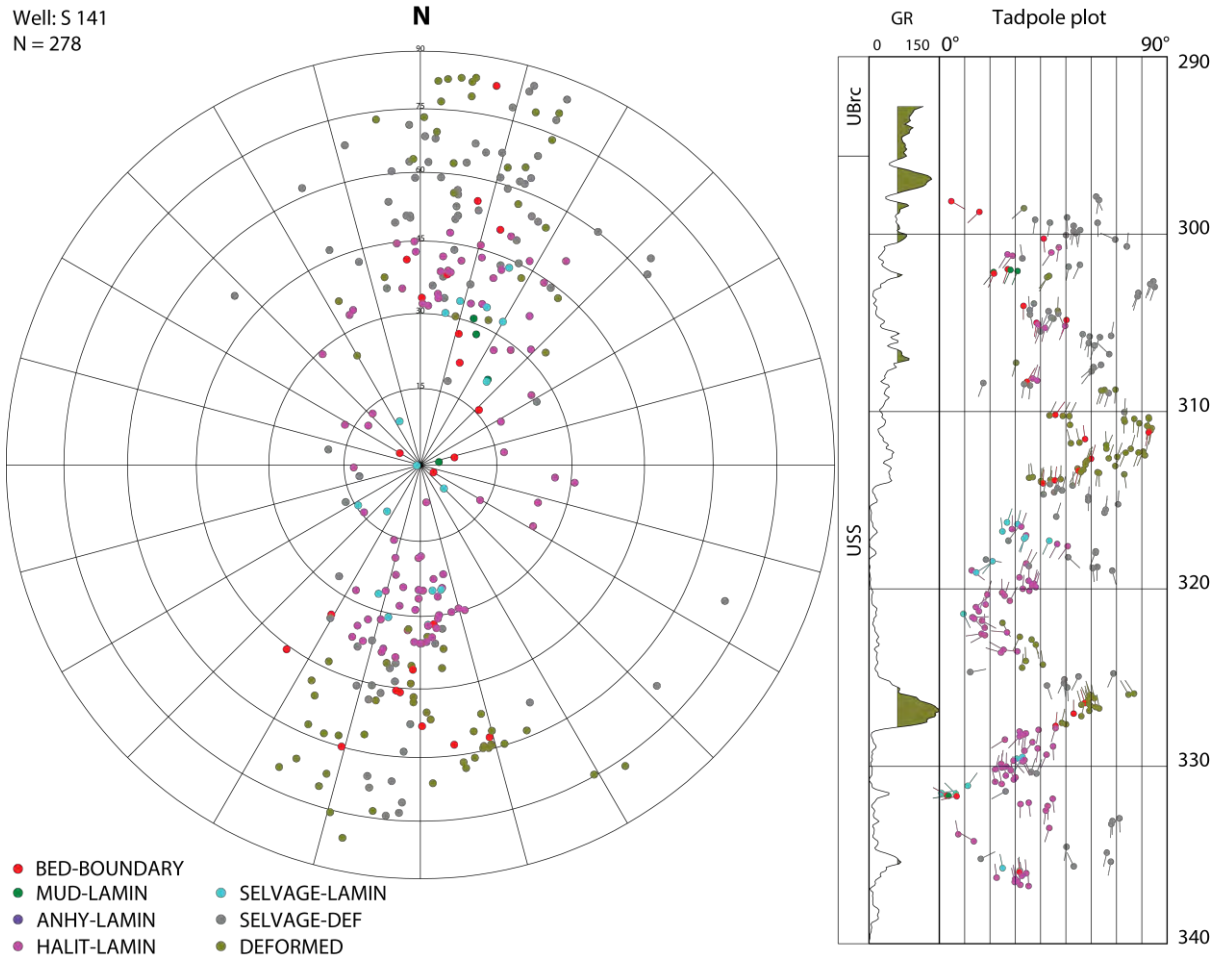 Well: S 141
N = 278
N
90
75
60
45
30
15
BED-BOUNDARY
MUD-LAMIN
ANHY-LAMIN
HALIT-LAMIN
SELVAGE-LAMIN
SELVAGE-DEF
DEFORMED
GR
Tadpole plot
0 150 0° 90°
290
UBrc
300
310
USS
320
330
340